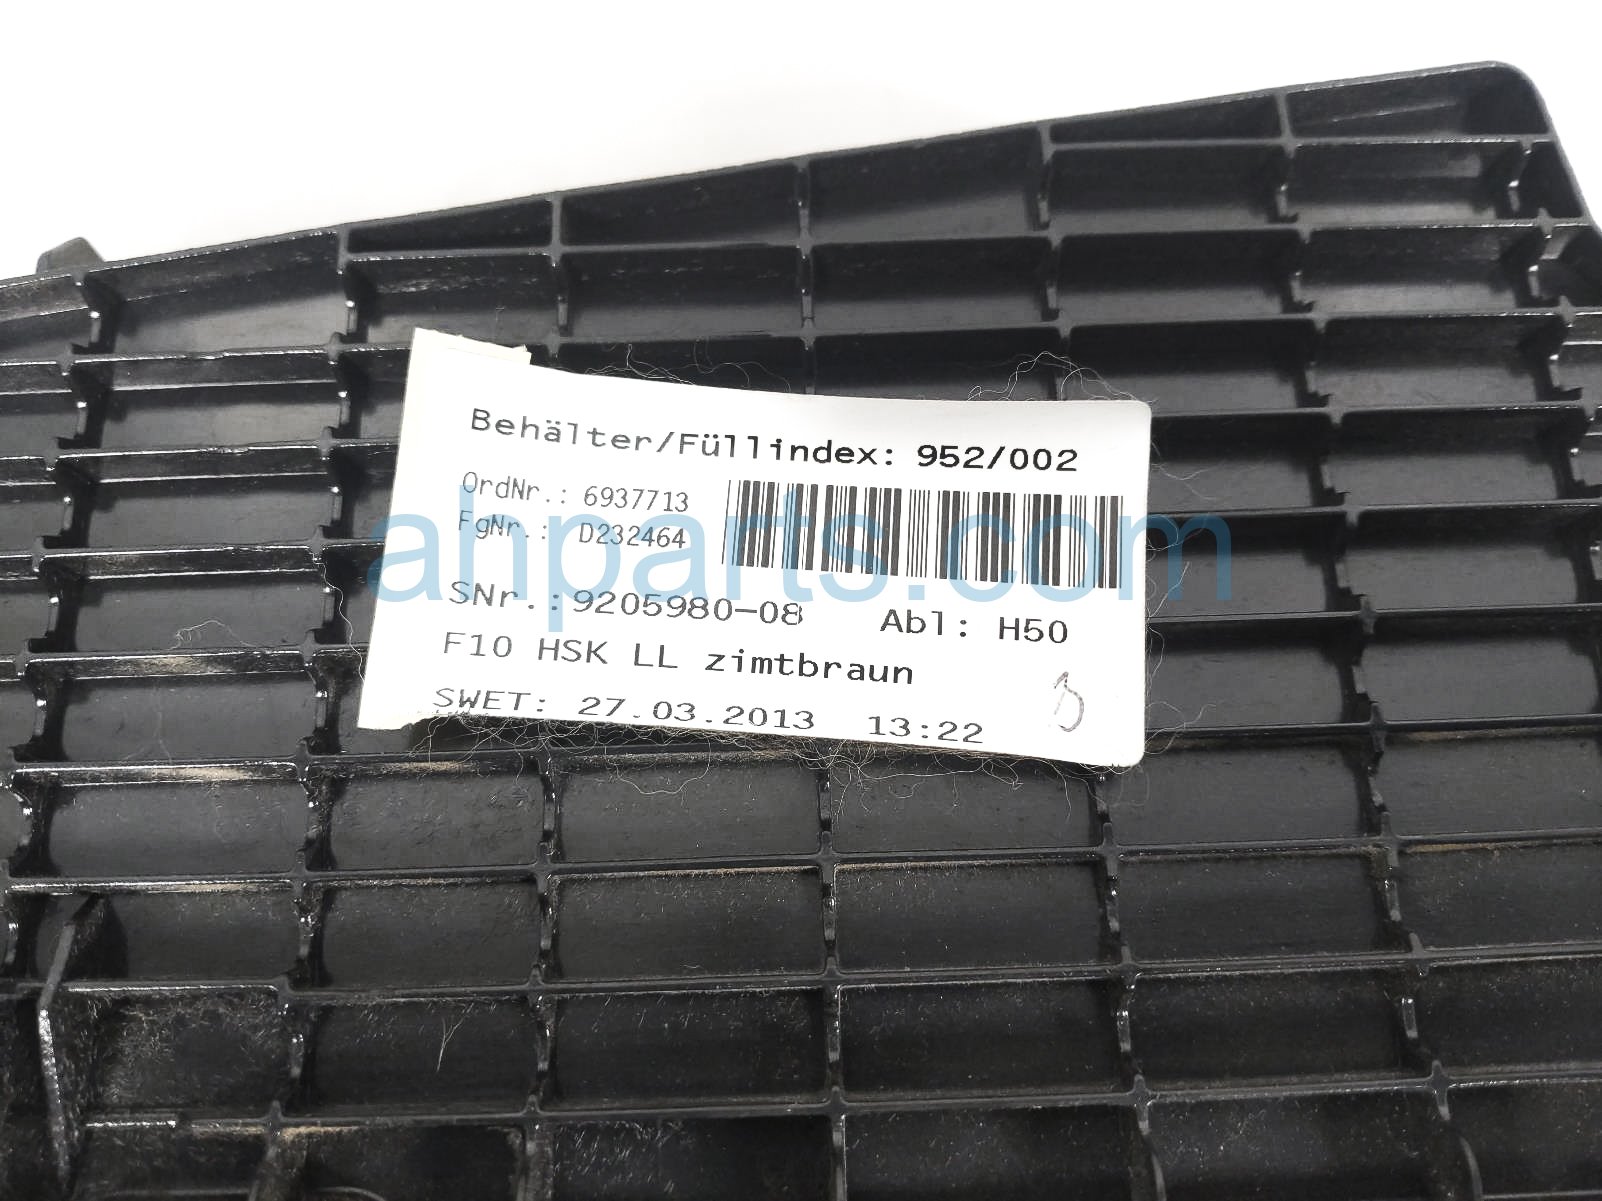 Behälter/Füllindex: 952/002
OrdNr.: 6937713
FgNr.: D232464
SNr.:9205980-08 Abl: H50
F10 HSK LL zimtbraun
SWET: 27.03.2013 13:22
ahparts.com